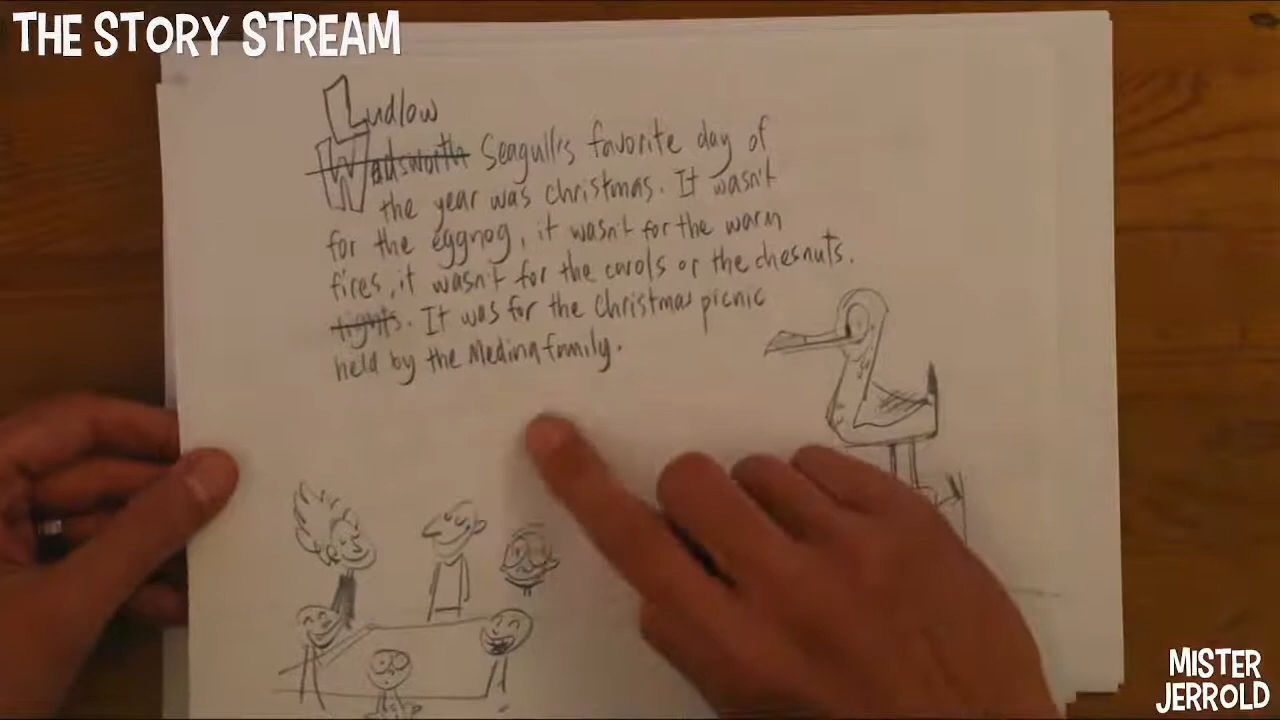 THE STORY STREAM
Ludlow
Wadsworth Seagull's favorite day of
the year was christmas. It wasn't
for the eggnog, it wasn't for the warm
fires, it wasn't for the carols or the chesnuts.
lights. It was for the Christmas picnic
held by the Medina family.
MISTER
JERROLD